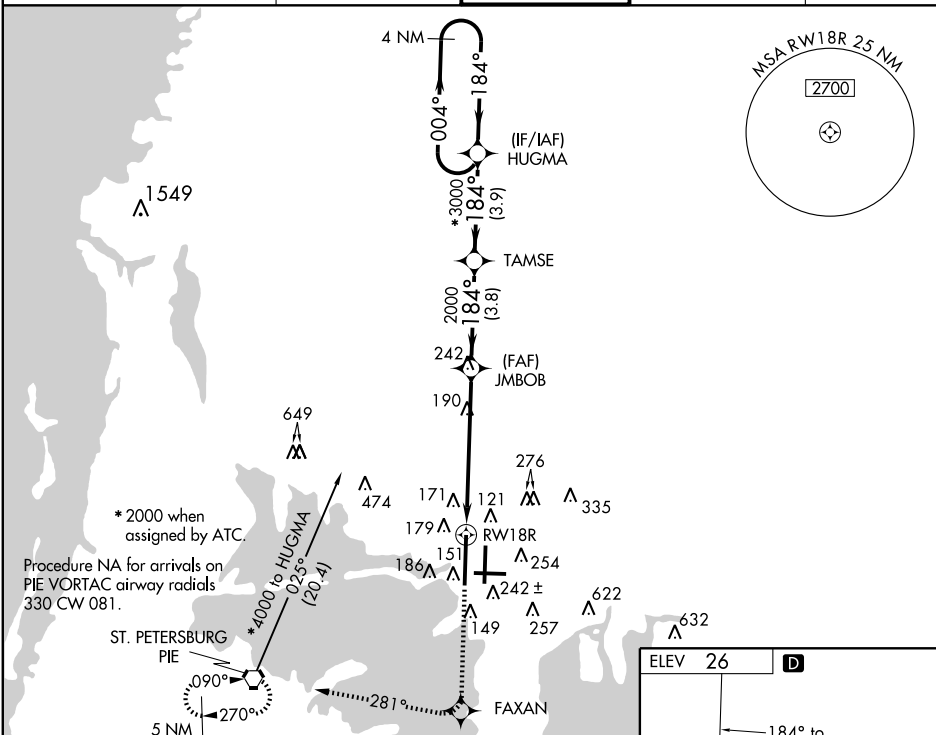 4 NM
184°
004°
MSA RW18R 25 NM
2700
(IF/IAF)
HUGMA
1549
*3000
184°
(3.9)
TAMSE
2000
184°
(3.8)
242
(FAF)
JMBOB
190
649
276
474
171
121
335
* 2000 when
assigned by ATC.
179
RW18R
Procedure NA for arrivals on
PIE VORTAC airway radials
330 CW 081.
*4000 to HUGMA
025°
(20.4)
151
254
186
242 ±
622
149
257
632
ST. PETERSBURG
PIE
ELEV 26
D
090°
270°
281°
FAXAN
5 NM
184° to